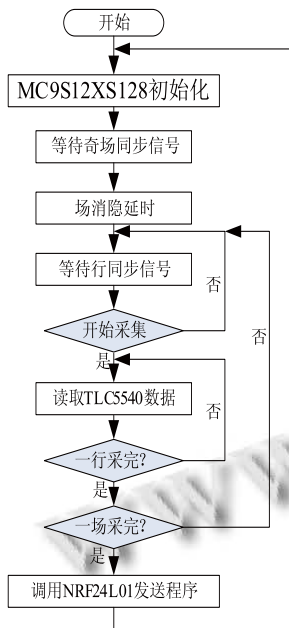 开始
MC9S12XS128初始化
等待奇场同步信号
场消隐延时
等待行同步信号
否
开始采集
否
是
读取TLC5540数据
否
一行采完?
是
一场采完?
是
调用NRF24L01发送程序